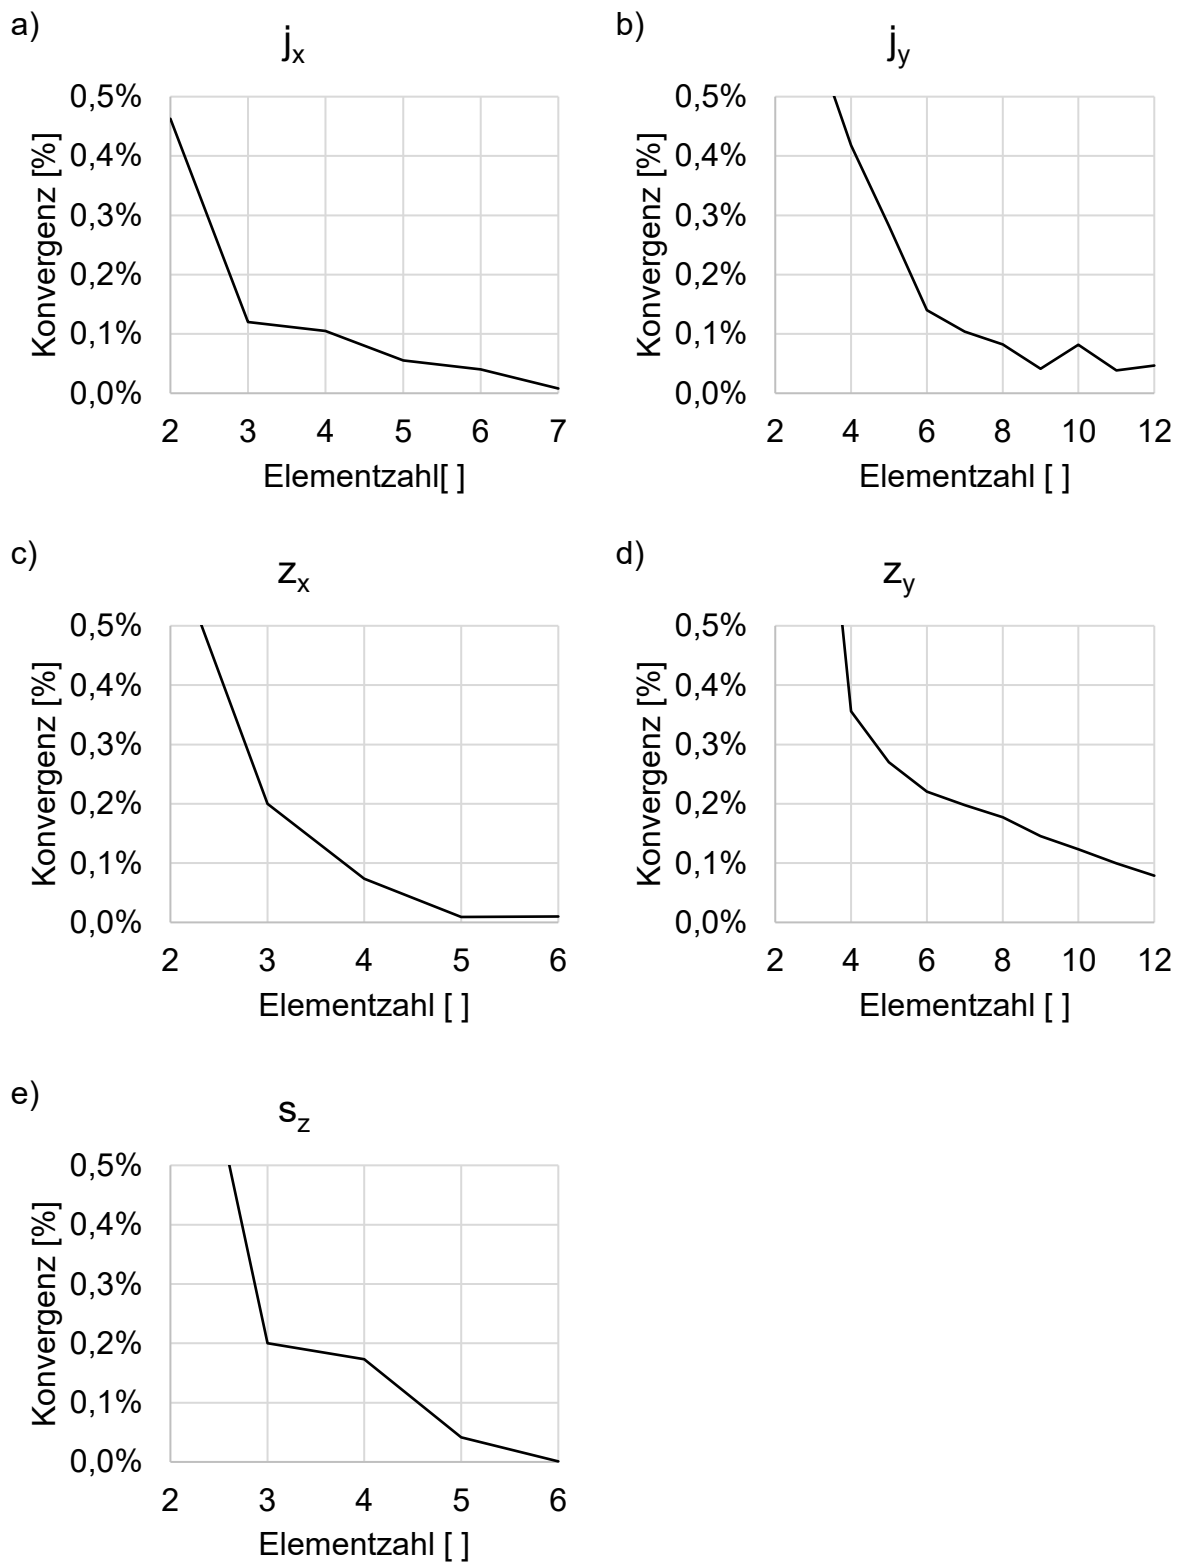 a)
jx
Konvergenz [%]
0,5%
0,4%
0,3%
0,2%
0,1%
0,0%
2 3 4 5 6 7
Elementzahl[ ]
b)
jy
Konvergenz [%]
0,5%
0,4%
0,3%
0,2%
0,1%
0,0%
2 4 6 8 10 12
Elementzahl [ ]
c)
zx
Konvergenz [%]
0,5%
0,4%
0,3%
0,2%
0,1%
0,0%
2 3 4 5 6
Elementzahl [ ]
d)
zy
Konvergenz [%]
0,5%
0,4%
0,3%
0,2%
0,1%
0,0%
2 4 6 8 10 12
Elementzahl [ ]
e)
sz
Konvergenz [%]
0,5%
0,4%
0,3%
0,2%
0,1%
0,0%
2 3 4 5 6
Elementzahl [ ]